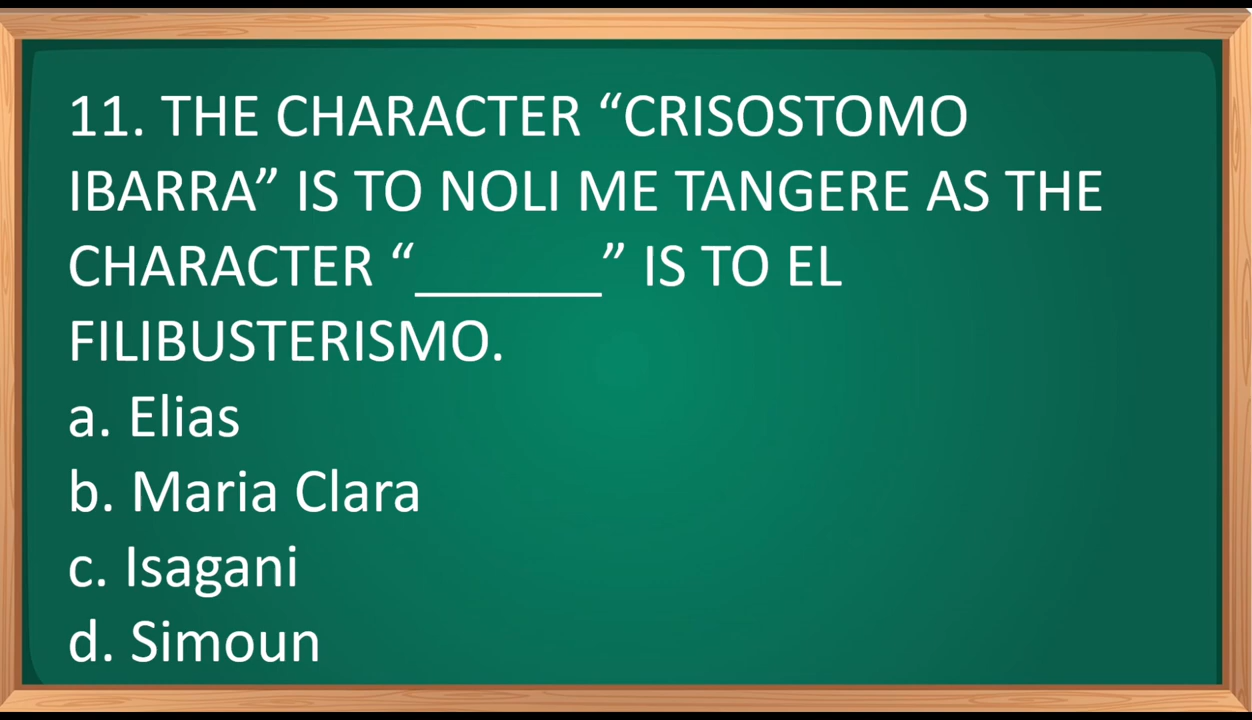 11. THE CHARACTER “CRISOSTOMO
IBARRA” IS TO NOLI ME TANGERE AS THE
CHARACTER “_______” IS TO EL
FILIBUSTERISMO.
a. Elias
b. Maria Clara
c. Isagani
d. Simoun